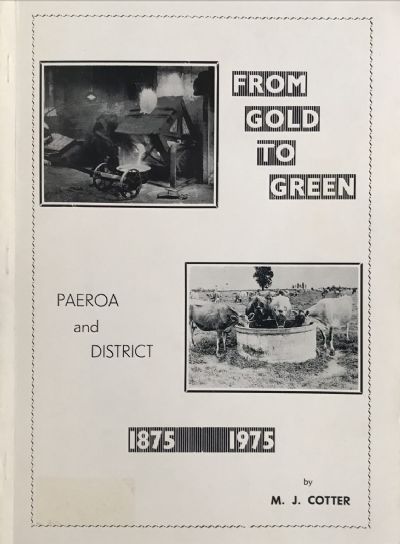 FROM
GOLD
TO
GREEN
PAEROA
and
DISTRICT
1875 1975
by
M. J. COTTER